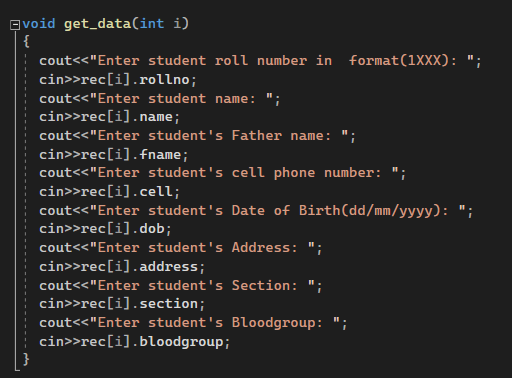 void get_data(int i)
{
cout<<"Enter student roll number in  format(1XXX): ";
cin>>rec[i].rollno;
cout<<"Enter student name: ";
cin>>rec[i].name;
cout<<"Enter student's Father name: ";
cin>>rec[i].fname;
cout<<"Enter student's cell phone number: ";
cin>>rec[i].cell;
cout<<"Enter student's Date of Birth(dd/mm/yyyy): ";
cin>>rec[i].dob;
cout<<"Enter student's Address: ";
cin>>rec[i].address;
cout<<"Enter student's Section: ";
cin>>rec[i].section;
cout<<"Enter student's Bloodgroup: ";
cin>>rec[i].bloodgroup;
}